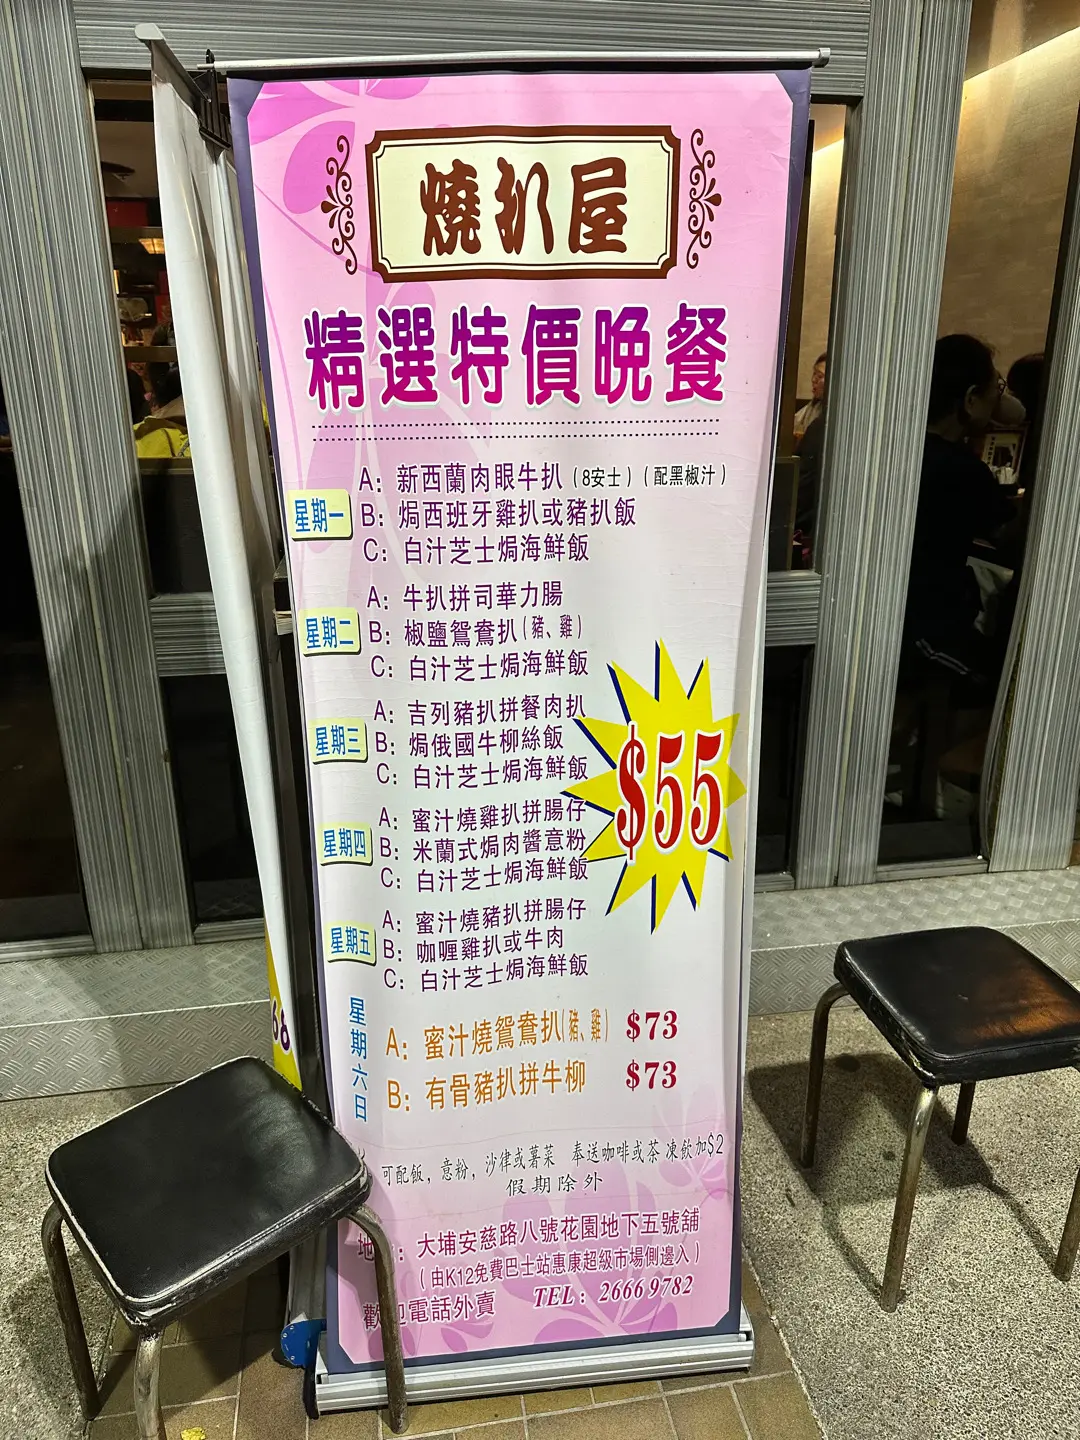 燒扒屋
精選特價晚餐
星期一
A：新西蘭肉眼牛扒（8安士）（配黑椒汁）
B：焗西班牙雞扒或豬扒飯
C：白汁芝士焗海鮮飯
星期二
A：牛扒拼司華力腸
B：椒鹽鴛鴦扒（豬、雞）
C：白汁芝士焗海鮮飯
星期三
A：吉列豬扒拼餐肉扒
B：焗俄國牛柳絲飯
C：白汁芝士焗海鮮飯
$55
星期四
A：蜜汁燒雞扒拼腸仔
B：米蘭式焗肉醬意粉
C：白汁芝士焗海鮮飯
星期五
A：蜜汁燒豬扒拼腸仔
B：咖喱雞扒或牛肉
C：白汁芝士焗海鮮飯
星期六日
A：蜜汁燒鴛鴦扒（豬、雞） $73
B：有骨豬扒拼牛柳 $73
68
可配飯，意粉，沙律或薯菜 奉送咖啡或茶凍飲加$2
假期除外
地 ：大埔安慈路八號花園地下五號舖
（由K12免費巴士站惠康超級市場側邊入）
歡迎電話外賣 TEL：2666 9782